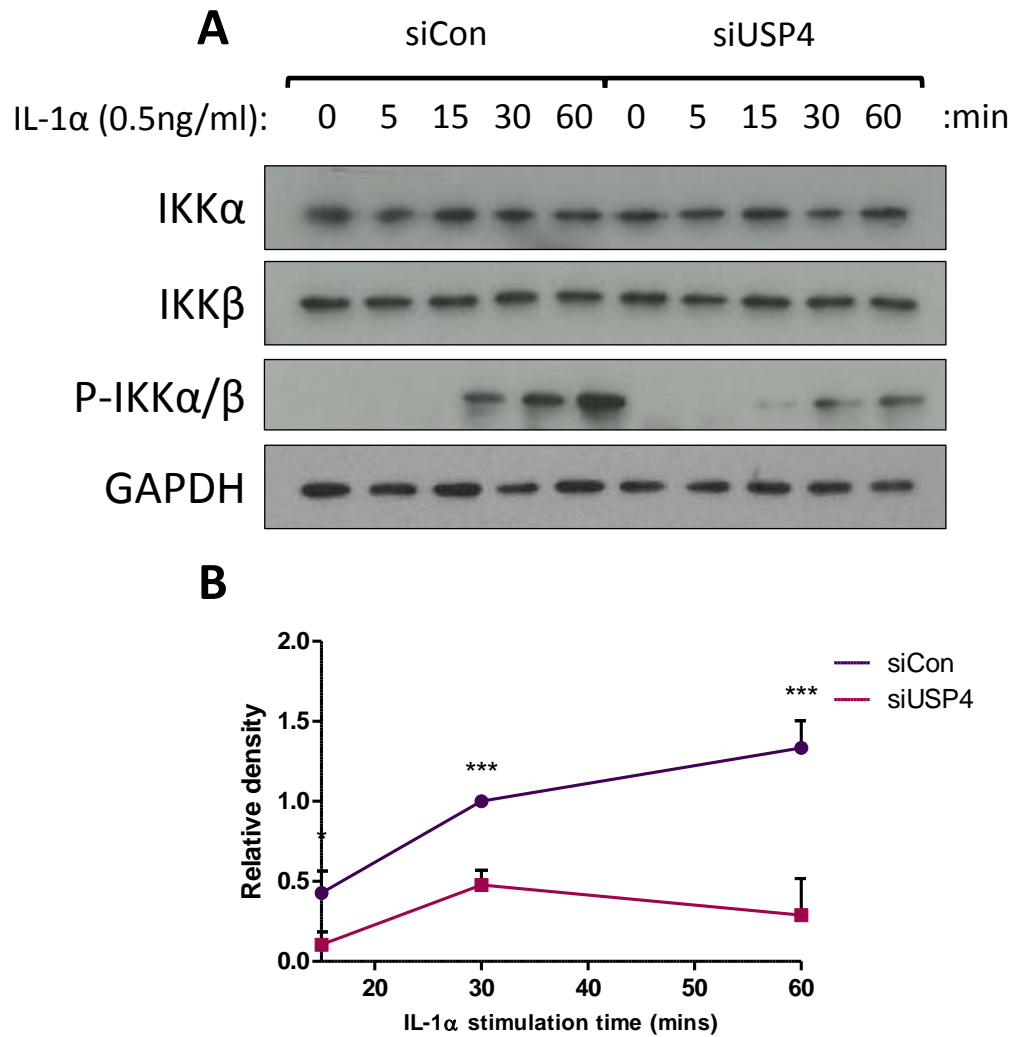 A
siCon siUSP4
IL-1α (0.5ng/ml): 0 5 15 30 60 0 5 15 30 60 :min
IKKα
IKKβ
P-IKKα/β
GAPDH
B
2.0
1.5
1.0
0.5
0.0
Relative density
*
***
***
siCon
siUSP4
20 30 40 50 60
IL-1α stimulation time (mins)